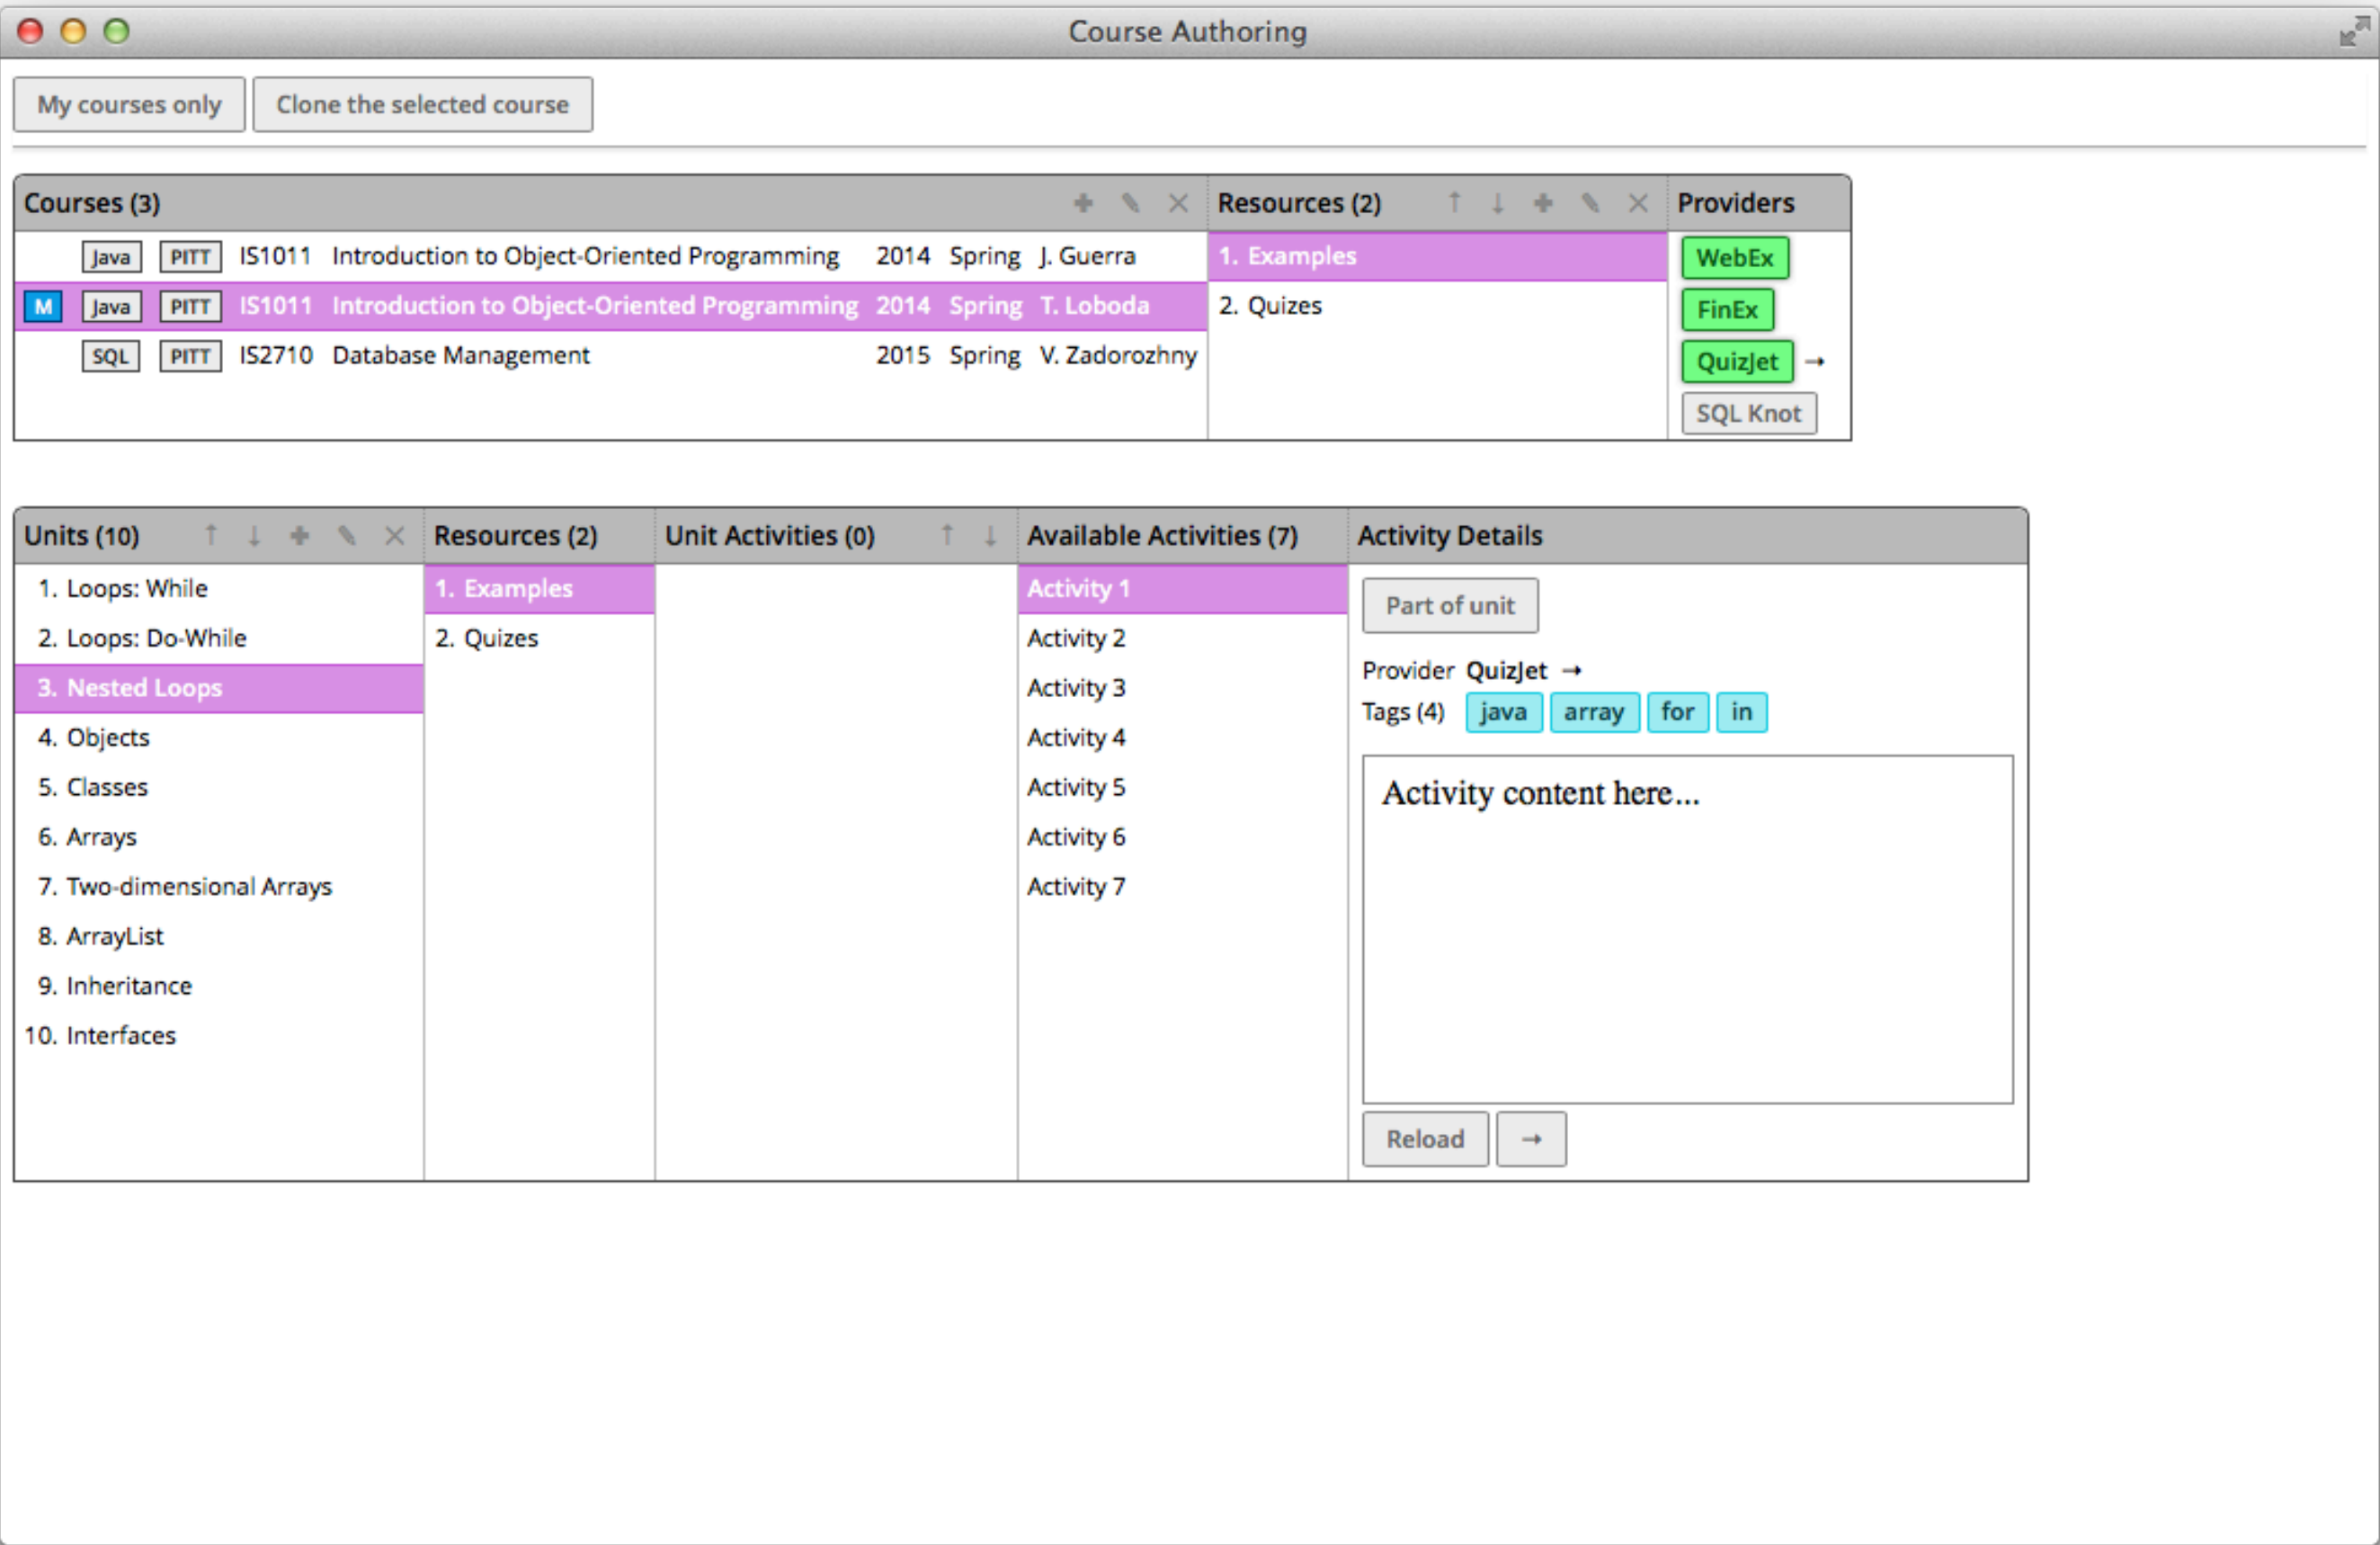 Course Authoring
My courses only
Clone the selected course
Courses (3)
Resources (2)
Providers
Java PITT IS1011 Introduction to Object-Oriented Programming 2014 Spring J. Guerra
M Java PITT IS1011 Introduction to Object-Oriented Programming 2014 Spring T. Loboda
SQL PITT IS2710 Database Management 2015 Spring V. Zadorozhny
1. Examples
2. Quizes
WebEx
FinEx
QuizJet →
SQL Knot
Units (10)
Resources (2)
Unit Activities (0)
Available Activities (7)
Activity Details
1. Loops: While
2. Loops: Do-While
3. Nested Loops
4. Objects
5. Classes
6. Arrays
7. Two-dimensional Arrays
8. ArrayList
9. Inheritance
10. Interfaces
1. Examples
2. Quizes
Activity 1
Activity 2
Activity 3
Activity 4
Activity 5
Activity 6
Activity 7
Part of unit
Provider QuizJet →
Tags (4) java array for in
Activity content here...
Reload →